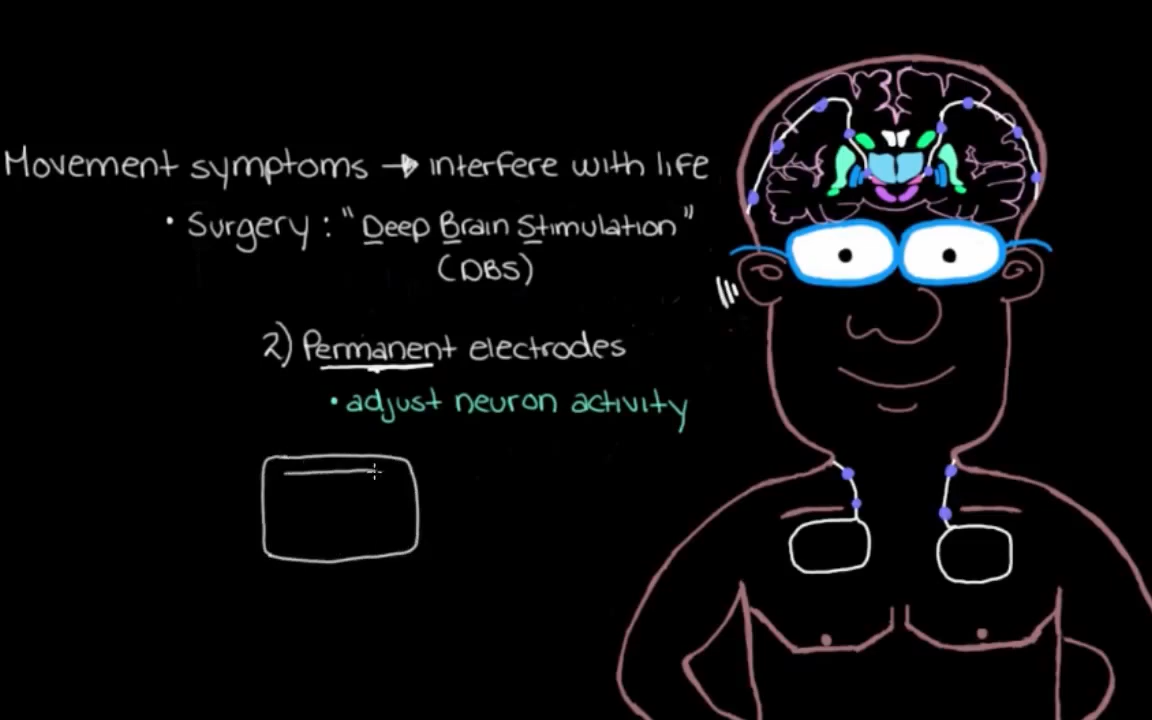 Movement symptoms → interfere with life
• Surgery: "Deep Brain Stimulation"
(DBS)
2) Permanent electrodes
• adjust neuron activity